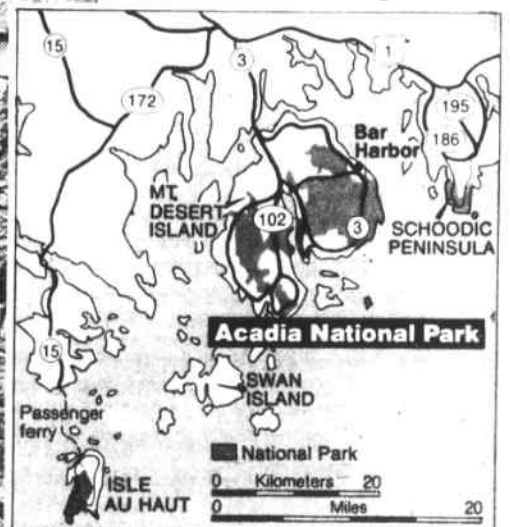 15
3
1
172
195
186
Bar
Harbor
MT.
DESERT
ISLAND
102
3
SCHOODIC
PENINSULA
Acadia National Park
15
SWAN
ISLAND
Passenger
ferry
ISLE
AU HAUT
National Park
0 Kilometers 20
0 Miles 20